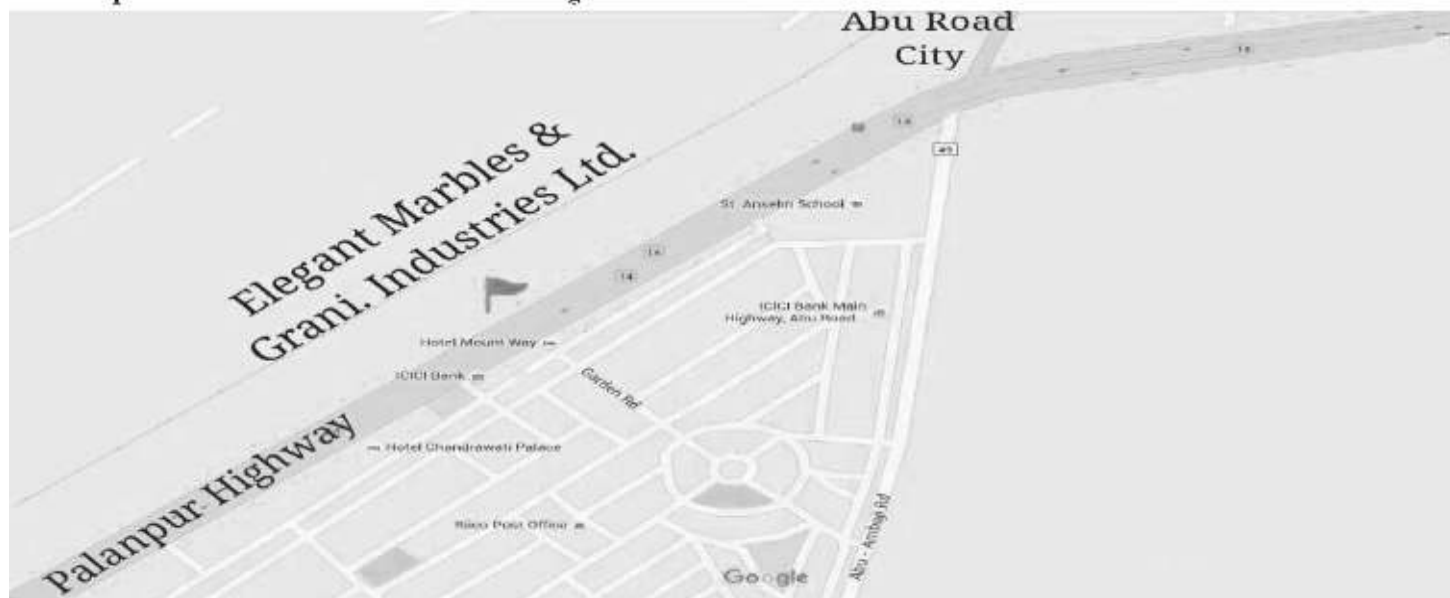 Abu Road
City
Elegant Marbles &
Grani. Industries Ltd.
14
49
St. Anselm School
14
14
ICICI Bank Main
Highway, Abu Road...
Hotel Mount Way
ICICI Bank
Garden Rd
Palanpur Highway
Hotel Chandrawati Palace
Riico Post Office
Abu - Ambaji Rd
Google